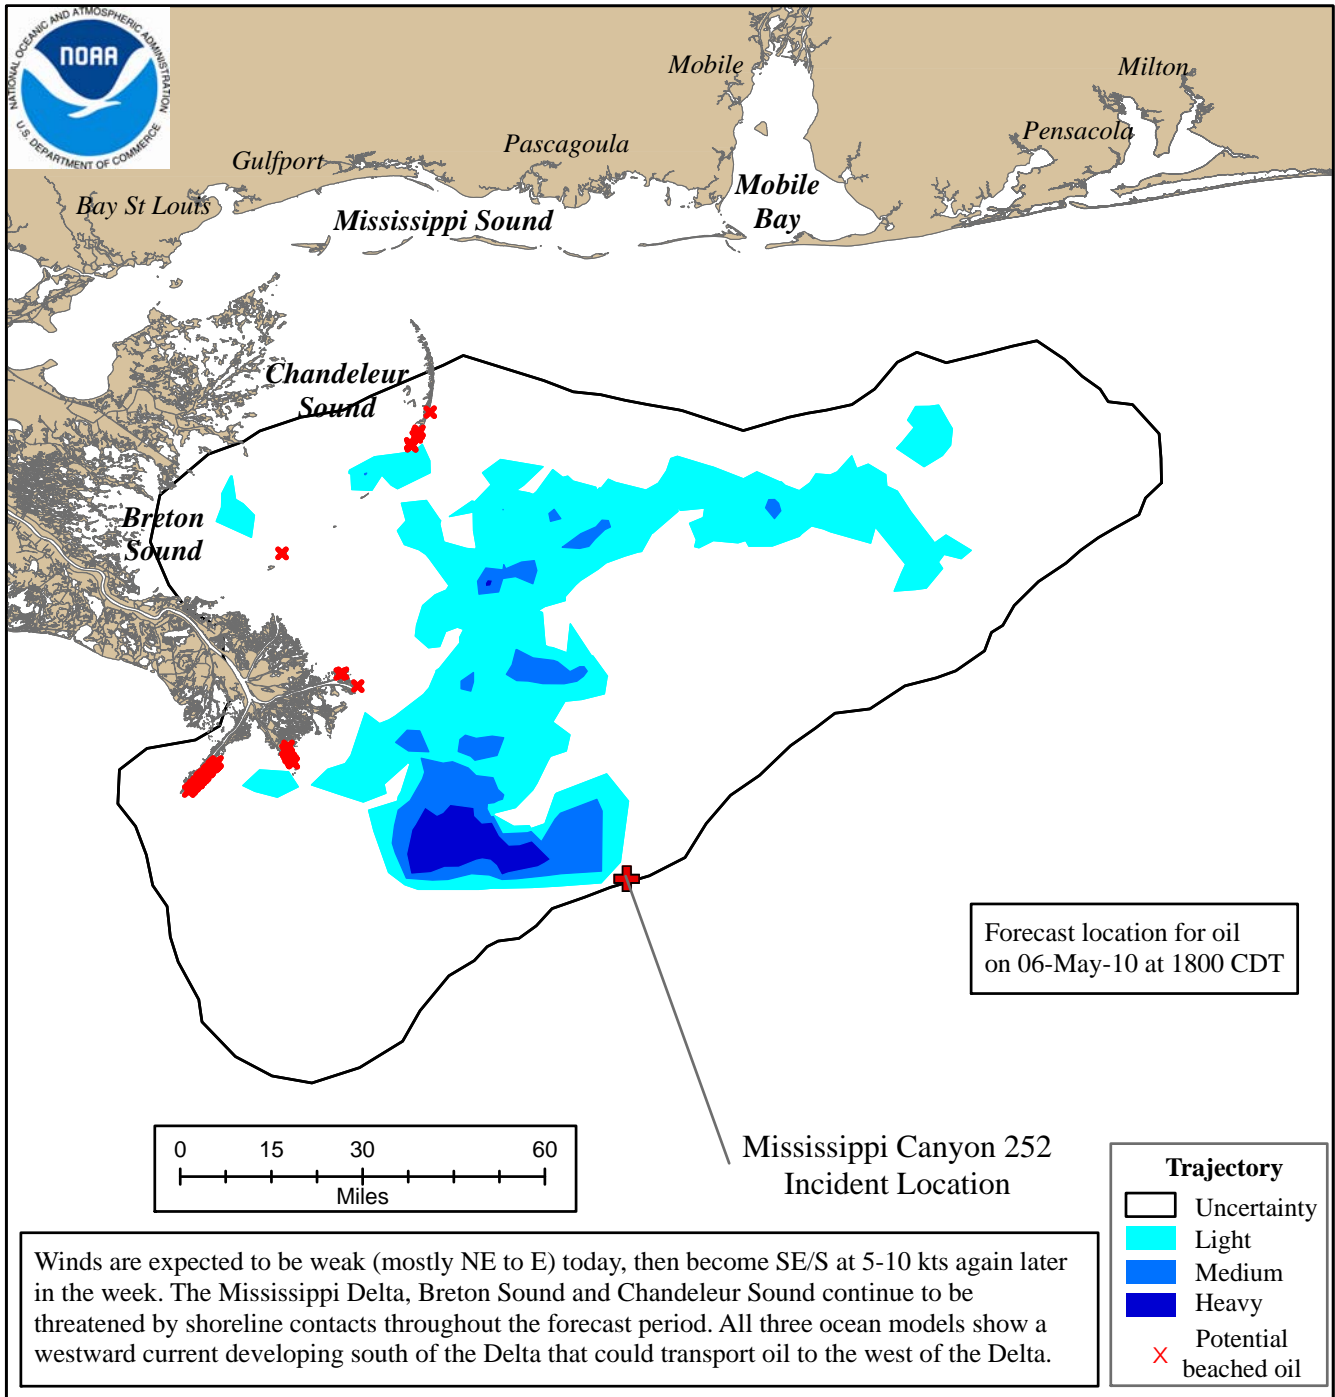 NATIONAL OCEANIC AND ATMOSPHERIC ADMINISTRATION
NOAA
U.S. DEPARTMENT OF COMMERCE
Mobile
Milton
Pensacola
Pascagoula
Gulfport
Bay St Louis
Mobile
Bay
Mississippi Sound
Chandeleur
Sound
Breton
Sound
Forecast location for oil
on 06-May-10 at 1800 CDT
0 15 30 60
Miles
Mississippi Canyon 252
Incident Location
Trajectory
Uncertainty
Light
Medium
Heavy
X Potential
beached oil
Winds are expected to be weak (mostly NE to E) today, then become SE/S at 5-10 kts again later
in the week. The Mississippi Delta, Breton Sound and Chandeleur Sound continue to be
threatened by shoreline contacts throughout the forecast period. All three ocean models show a
westward current developing south of the Delta that could transport oil to the west of the Delta.